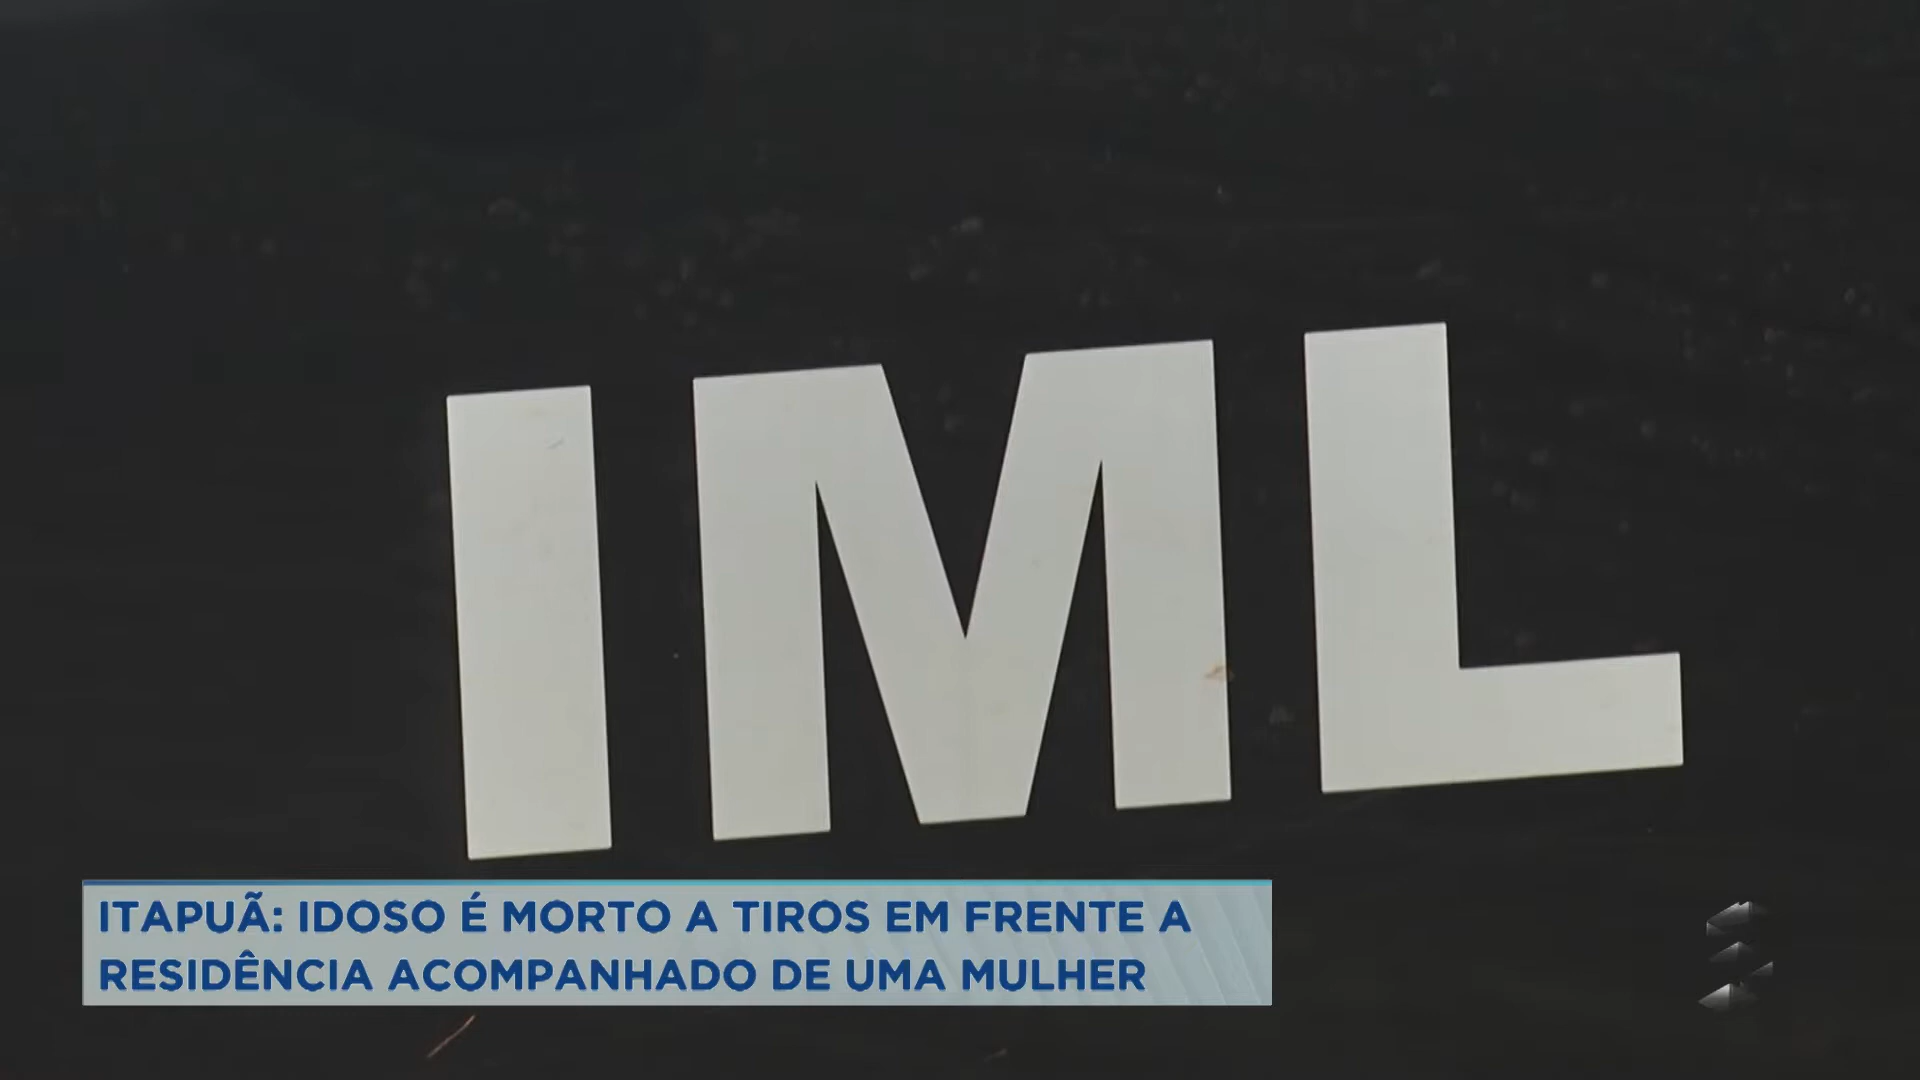 IML
ITAPUÃ: IDOSO É MORTO A TIROS EM FRENTE A
RESIDÊNCIA ACOMPANHADO DE UMA MULHER